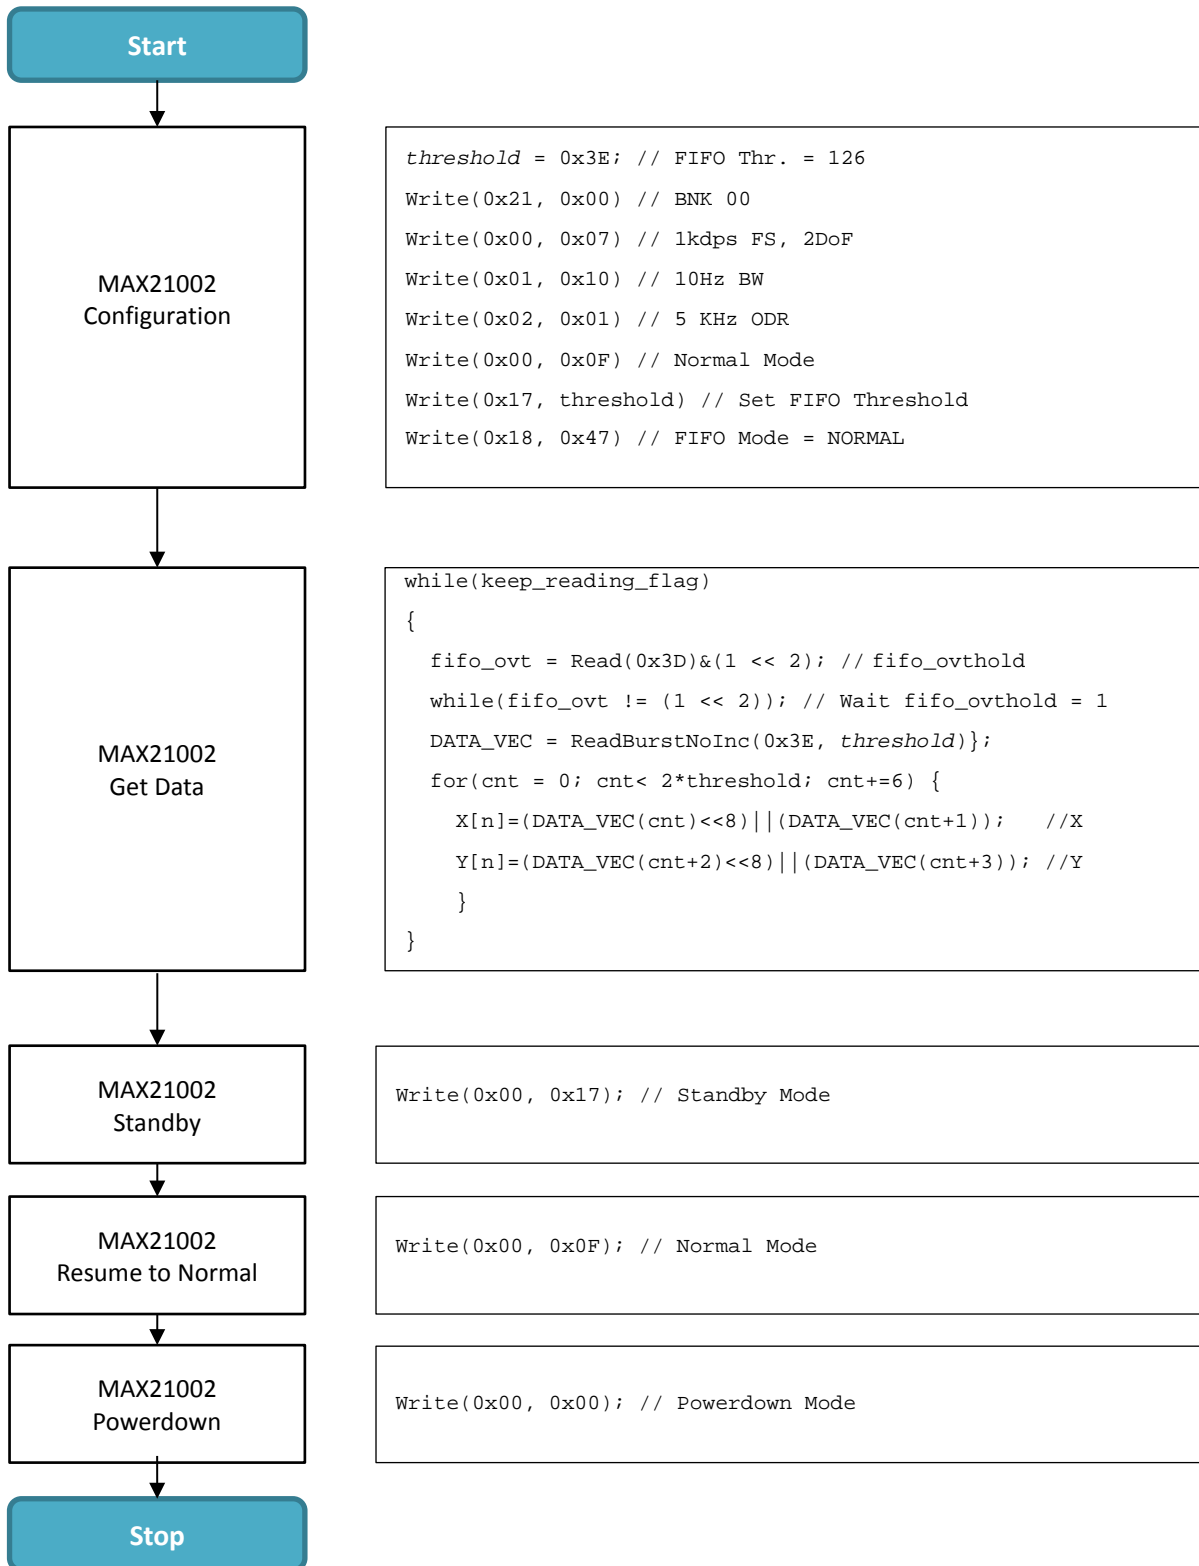 Start
MAX21002
Configuration
threshold = 0x3E; // FIFO Thr. = 126
Write(0x21, 0x00) // BNK 00
Write(0x00, 0x07) // 1kdps FS, 2DoF
Write(0x01, 0x10) // 10Hz BW
Write(0x02, 0x01) // 5 KHz ODR
Write(0x00, 0x0F) // Normal Mode
Write(0x17, threshold) // Set FIFO Threshold
Write(0x18, 0x47) // FIFO Mode = NORMAL
MAX21002
Get Data
while(keep_reading_flag)
{
fifo_ovt = Read(0x3D)&(1 << 2); // fifo_ovthold
while(fifo_ovt != (1 << 2)); // Wait fifo_ovthold = 1
DATA_VEC = ReadBurstNoInc(0x3E, threshold)};
for(cnt = 0; cnt< 2*threshold; cnt+=6) {
X[n]=(DATA_VEC(cnt)<<8)||(DATA_VEC(cnt+1)); //X
Y[n]=(DATA_VEC(cnt+2)<<8)||(DATA_VEC(cnt+3)); //Y
}
}
MAX21002
Standby
Write(0x00, 0x17); // Standby Mode
MAX21002
Resume to Normal
Write(0x00, 0x0F); // Normal Mode
MAX21002
Powerdown
Write(0x00, 0x00); // Powerdown Mode
Stop